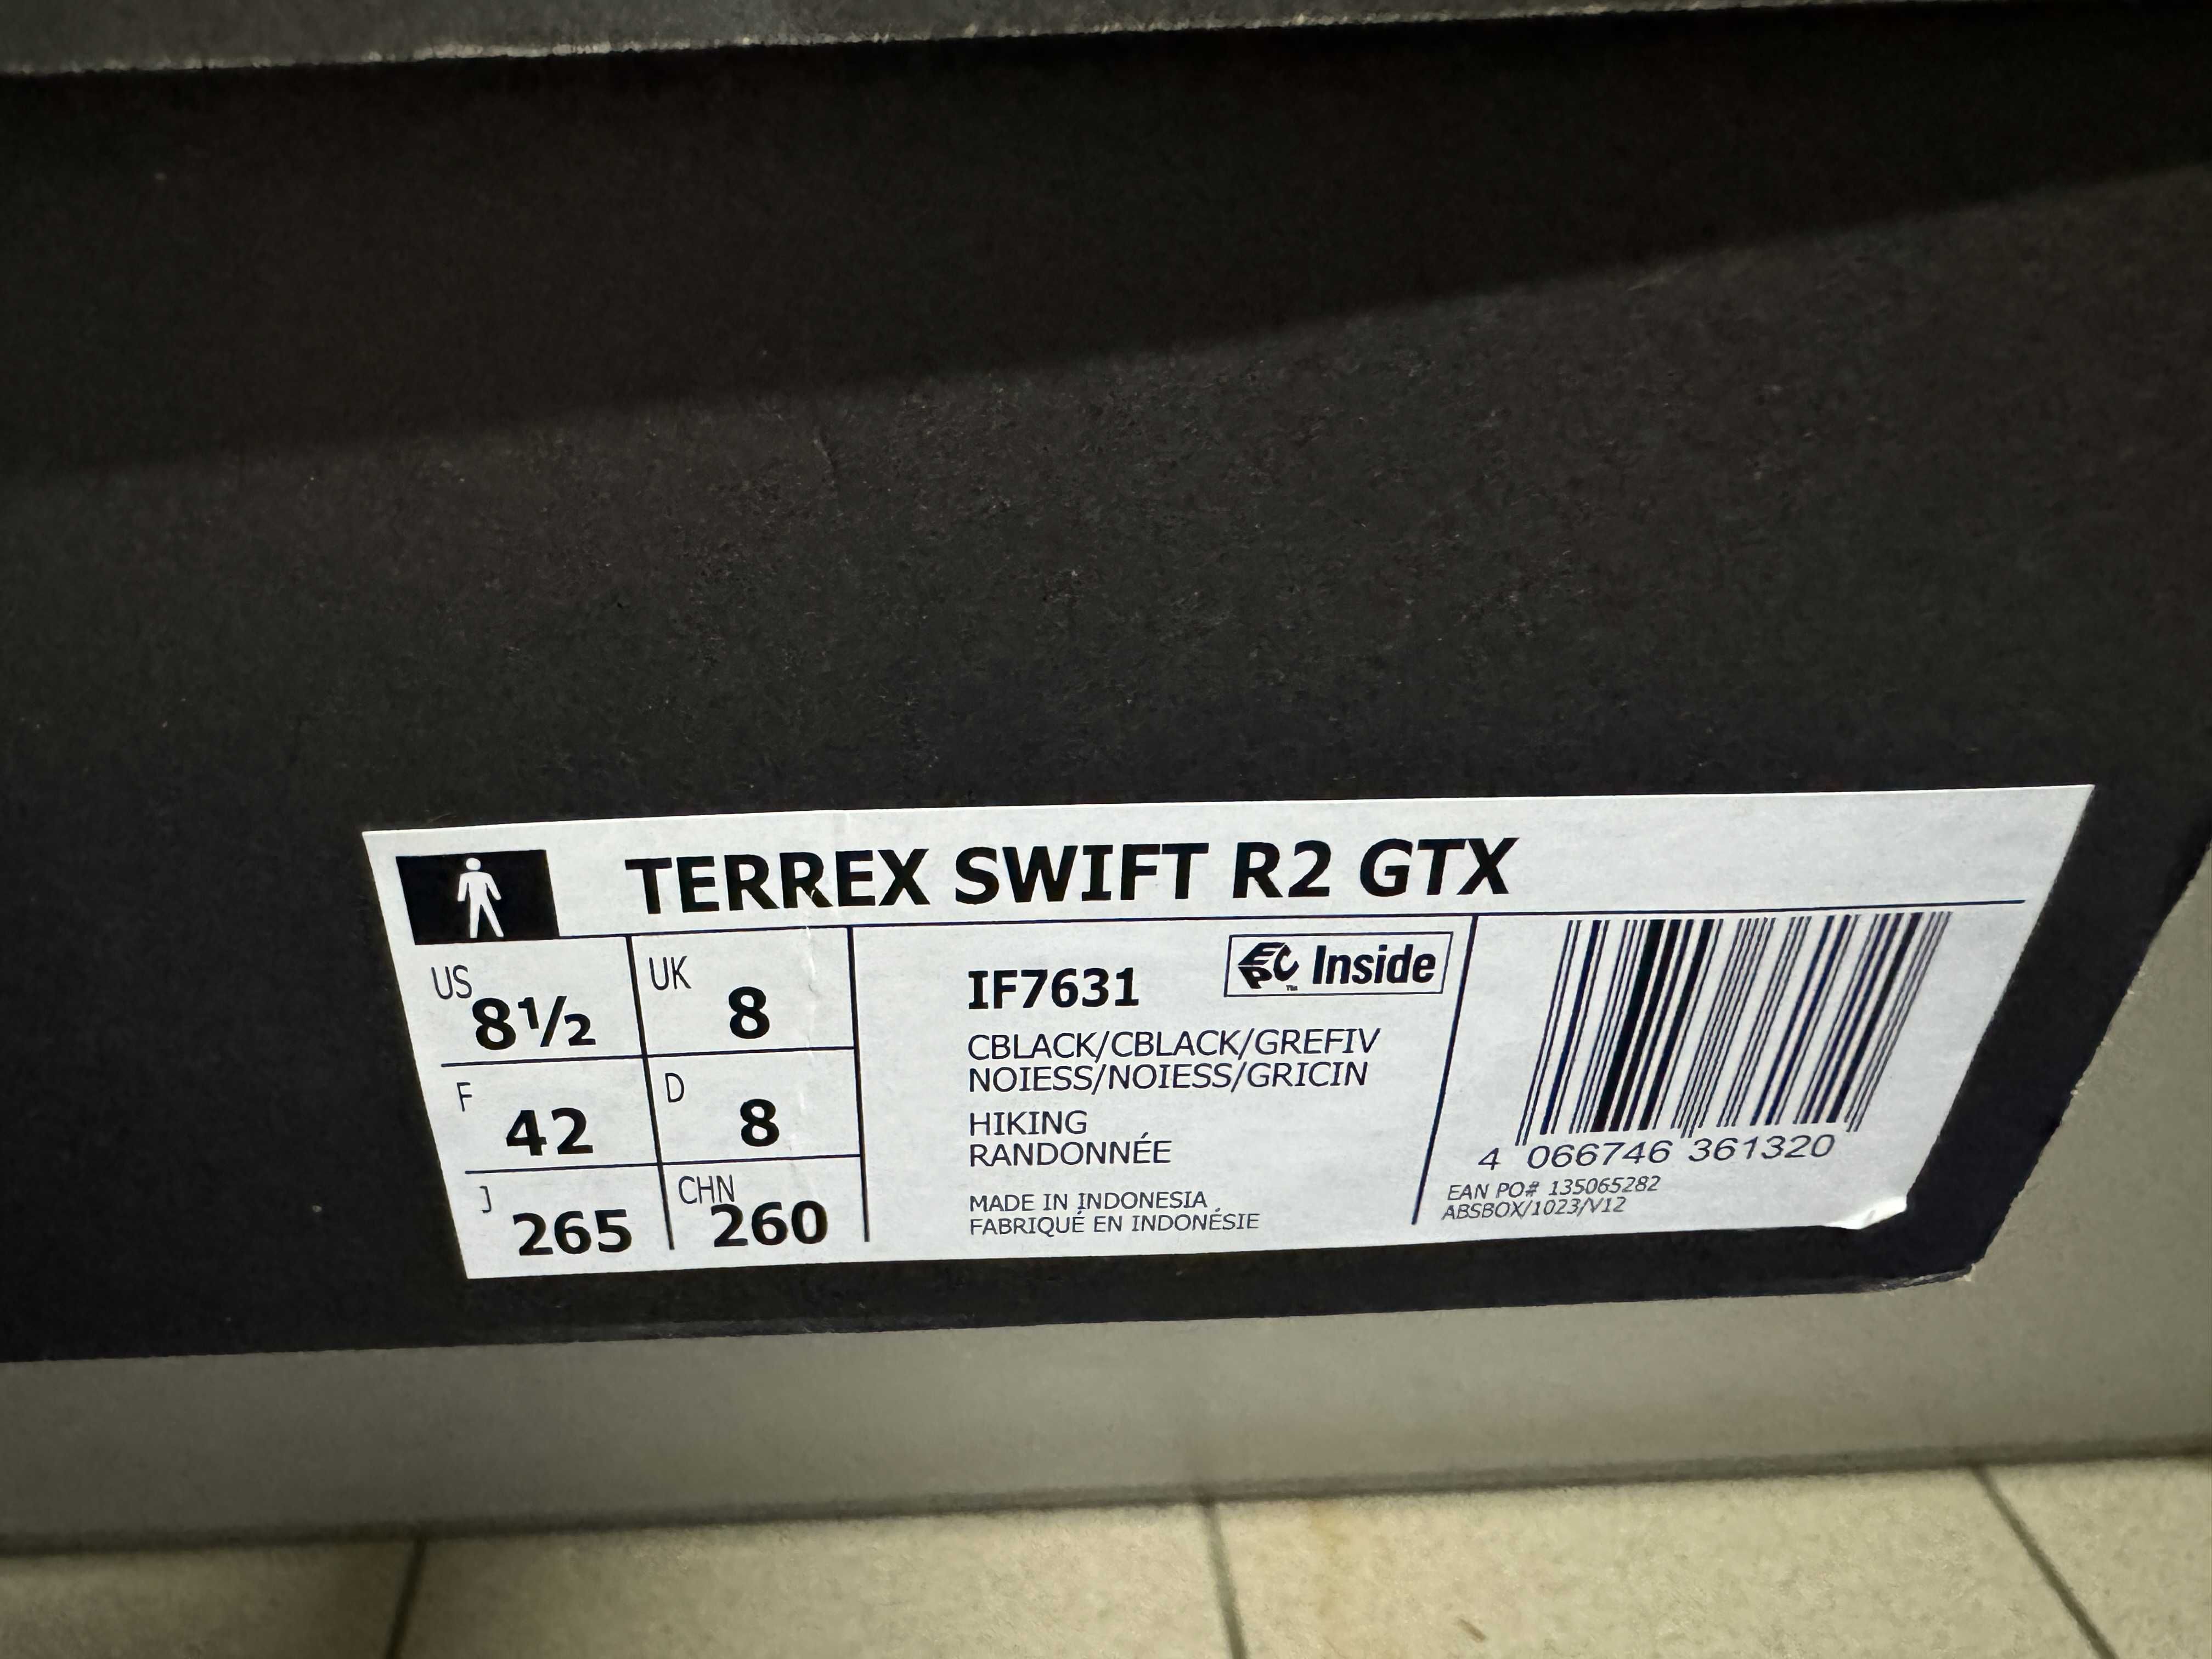 TERREX SWIFT R2 GTX
US 8½ UK 8
F 42 D 8
J 265 CHN 260
IF7631
EPC™ Inside
CBLACK/CBLACK/GREFIV
NOIESS/NOIESS/GRICIN
HIKING
RANDONNÉE
MADE IN INDONESIA
FABRIQUÉ EN INDONÉSIE
4 066746 361320
EAN PO# 135065282
ABSBOX/1023/V12